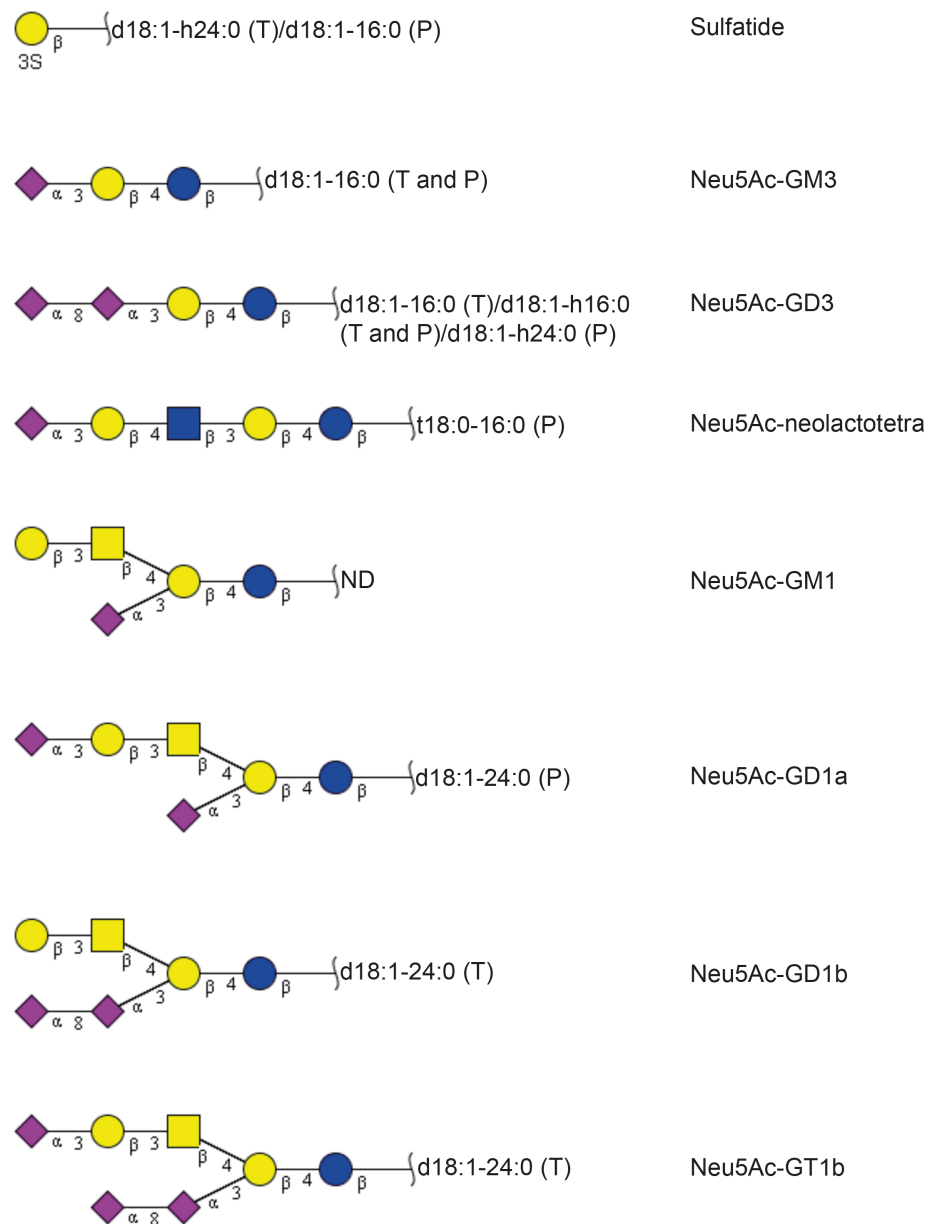 β
d18:1-h24:0 (T)/d18:1-16:0 (P)
Sulfatide
3S
α 3 β 4 β
d18:1-16:0 (T and P)
Neu5Ac-GM3
α 8 α 3 β 4 β
d18:1-16:0 (T)/d18:1-h16:0
(T and P)/d18:1-h24:0 (P)
Neu5Ac-GD3
α 3 β 4 β 3 β 4 β
t18:0-16:0 (P)
Neu5Ac-neolactotetra
β 3 β 4
α 3 β 4 β
ND
Neu5Ac-GM1
α 3 β 3 β 4
α 3 β 4 β
d18:1-24:0 (P)
Neu5Ac-GD1a
β 3 β 4
α 8 α 3 β 4 β
d18:1-24:0 (T)
Neu5Ac-GD1b
α 3 β 3 β 4
α 8 α 3 β 4 β
d18:1-24:0 (T)
Neu5Ac-GT1b